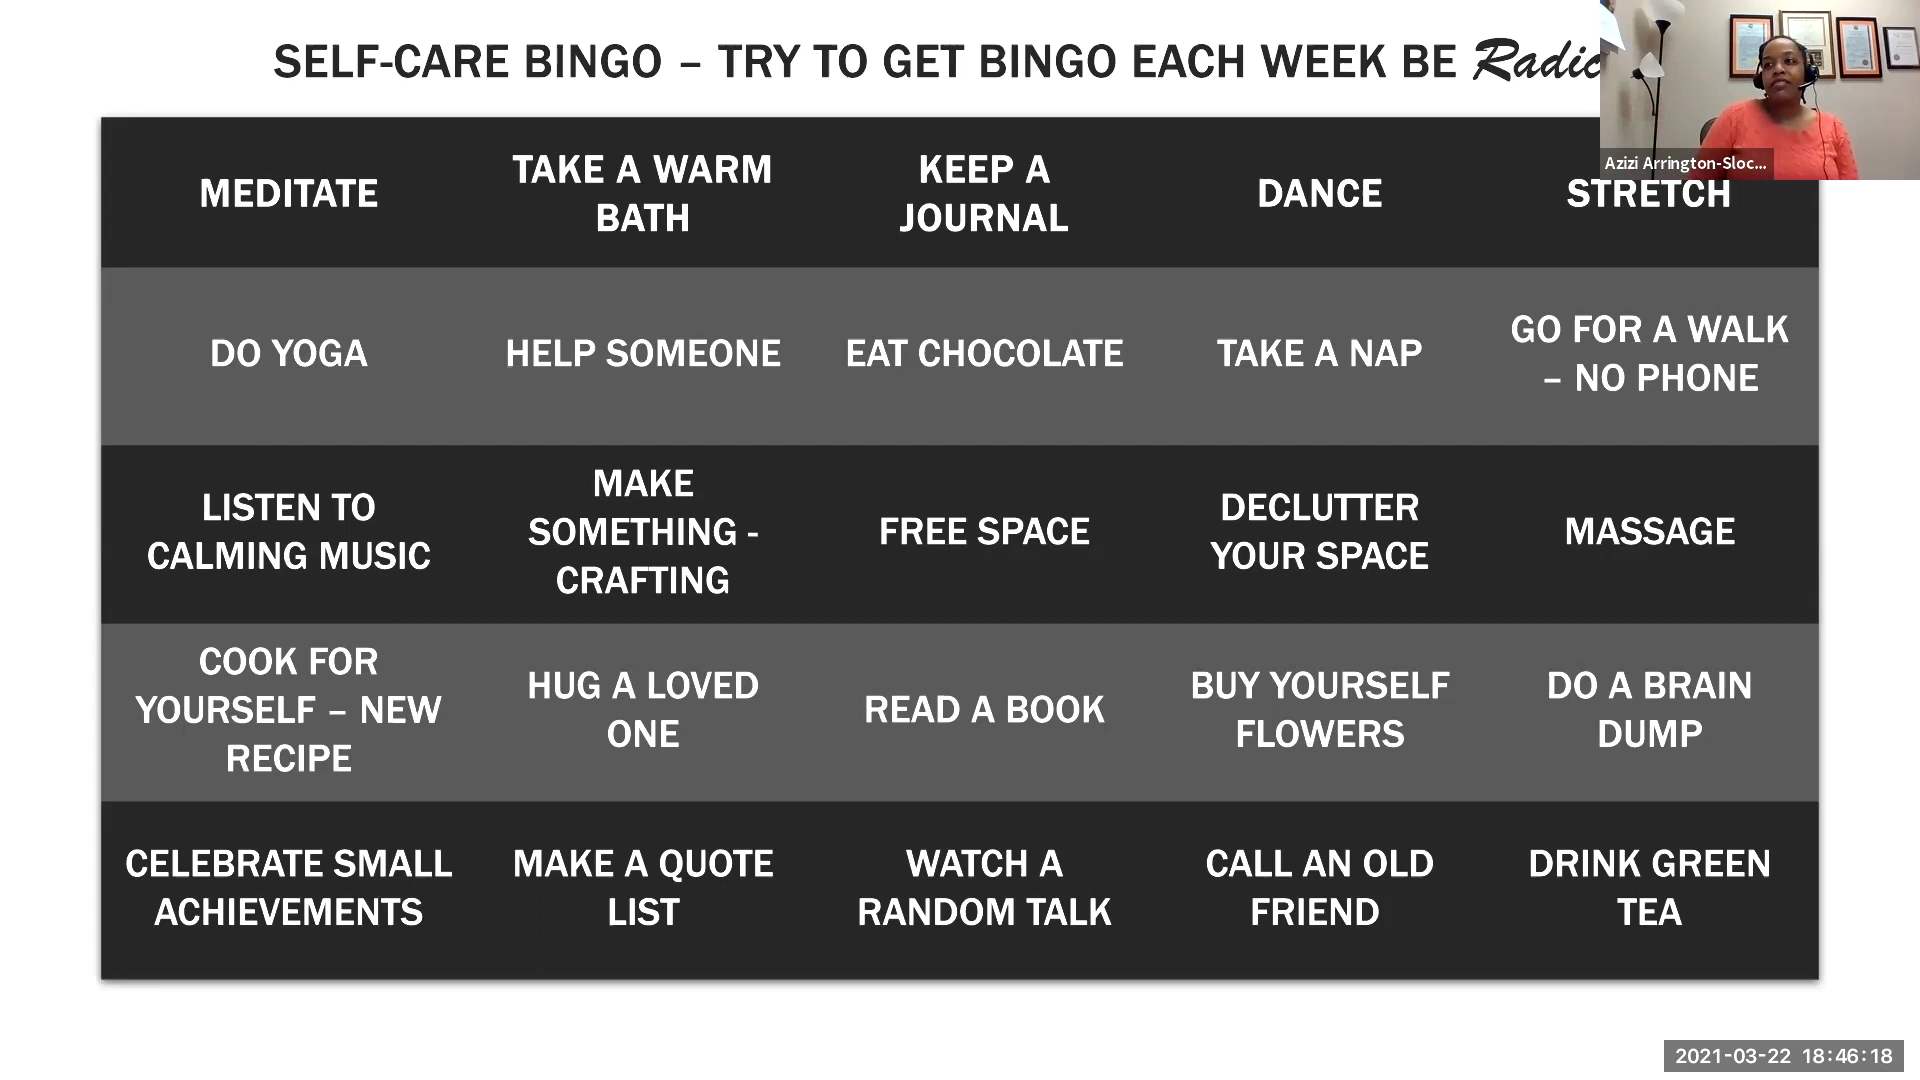 SELF-CARE BINGO – TRY TO GET BINGO EACH WEEK BE
Azizi Arrington-Sloc...
MEDITATE
TAKE A WARM
BATH
KEEP A
JOURNAL
DANCE
STRETCH
DO YOGA
HELP SOMEONE
EAT CHOCOLATE
TAKE A NAP
GO FOR A WALK
– NO PHONE
LISTEN TO
CALMING MUSIC
MAKE
SOMETHING -
CRAFTING
FREE SPACE
DECLUTTER
YOUR SPACE
MASSAGE
COOK FOR
YOURSELF – NEW
RECIPE
HUG A LOVED
ONE
READ A BOOK
BUY YOURSELF
FLOWERS
DO A BRAIN
DUMP
CELEBRATE SMALL
ACHIEVEMENTS
MAKE A QUOTE
LIST
WATCH A
RANDOM TALK
CALL AN OLD
FRIEND
DRINK GREEN
TEA
2021-03-22 18:46:18